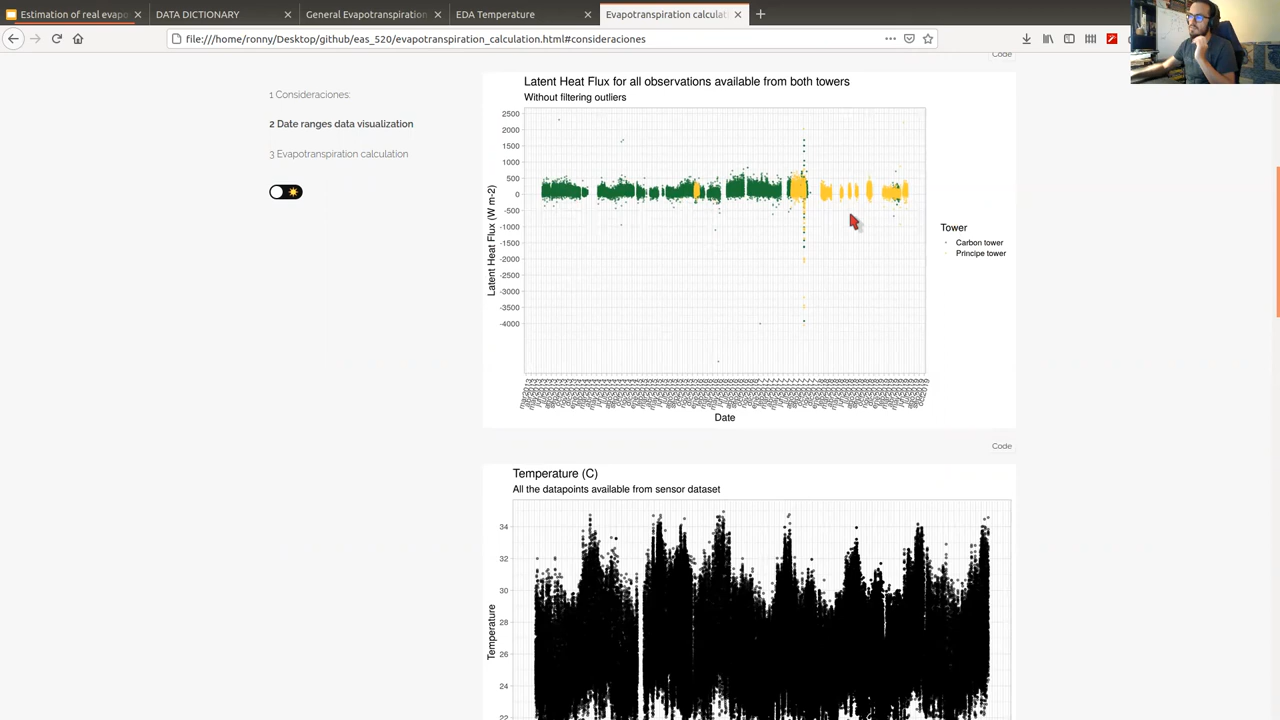 Estimation of real evapo
DATA DICTIONARY
General Evapotranspiration
EDA Temperature
Evapotranspiration calculat
file:///home/ronny/Desktop/github/eas_520/evapotranspiration_calculation.html#consideraciones
Code
1 Consideraciones:
2 Date ranges data visualization
3 Evapotranspiration calculation
Latent Heat Flux for all observations available from both towers
Without filtering outliers
2500
2000
1500
1000
500
0
-500
-1000
-1500
-2000
-2500
-3000
-3500
-4000
Latent Heat Flux (W m-2)
Date
Tower
Carbon tower
Principe tower
Code
Temperature (C)
All the datapoints available from sensor dataset
34
32
30
28
26
24
22
Temperature